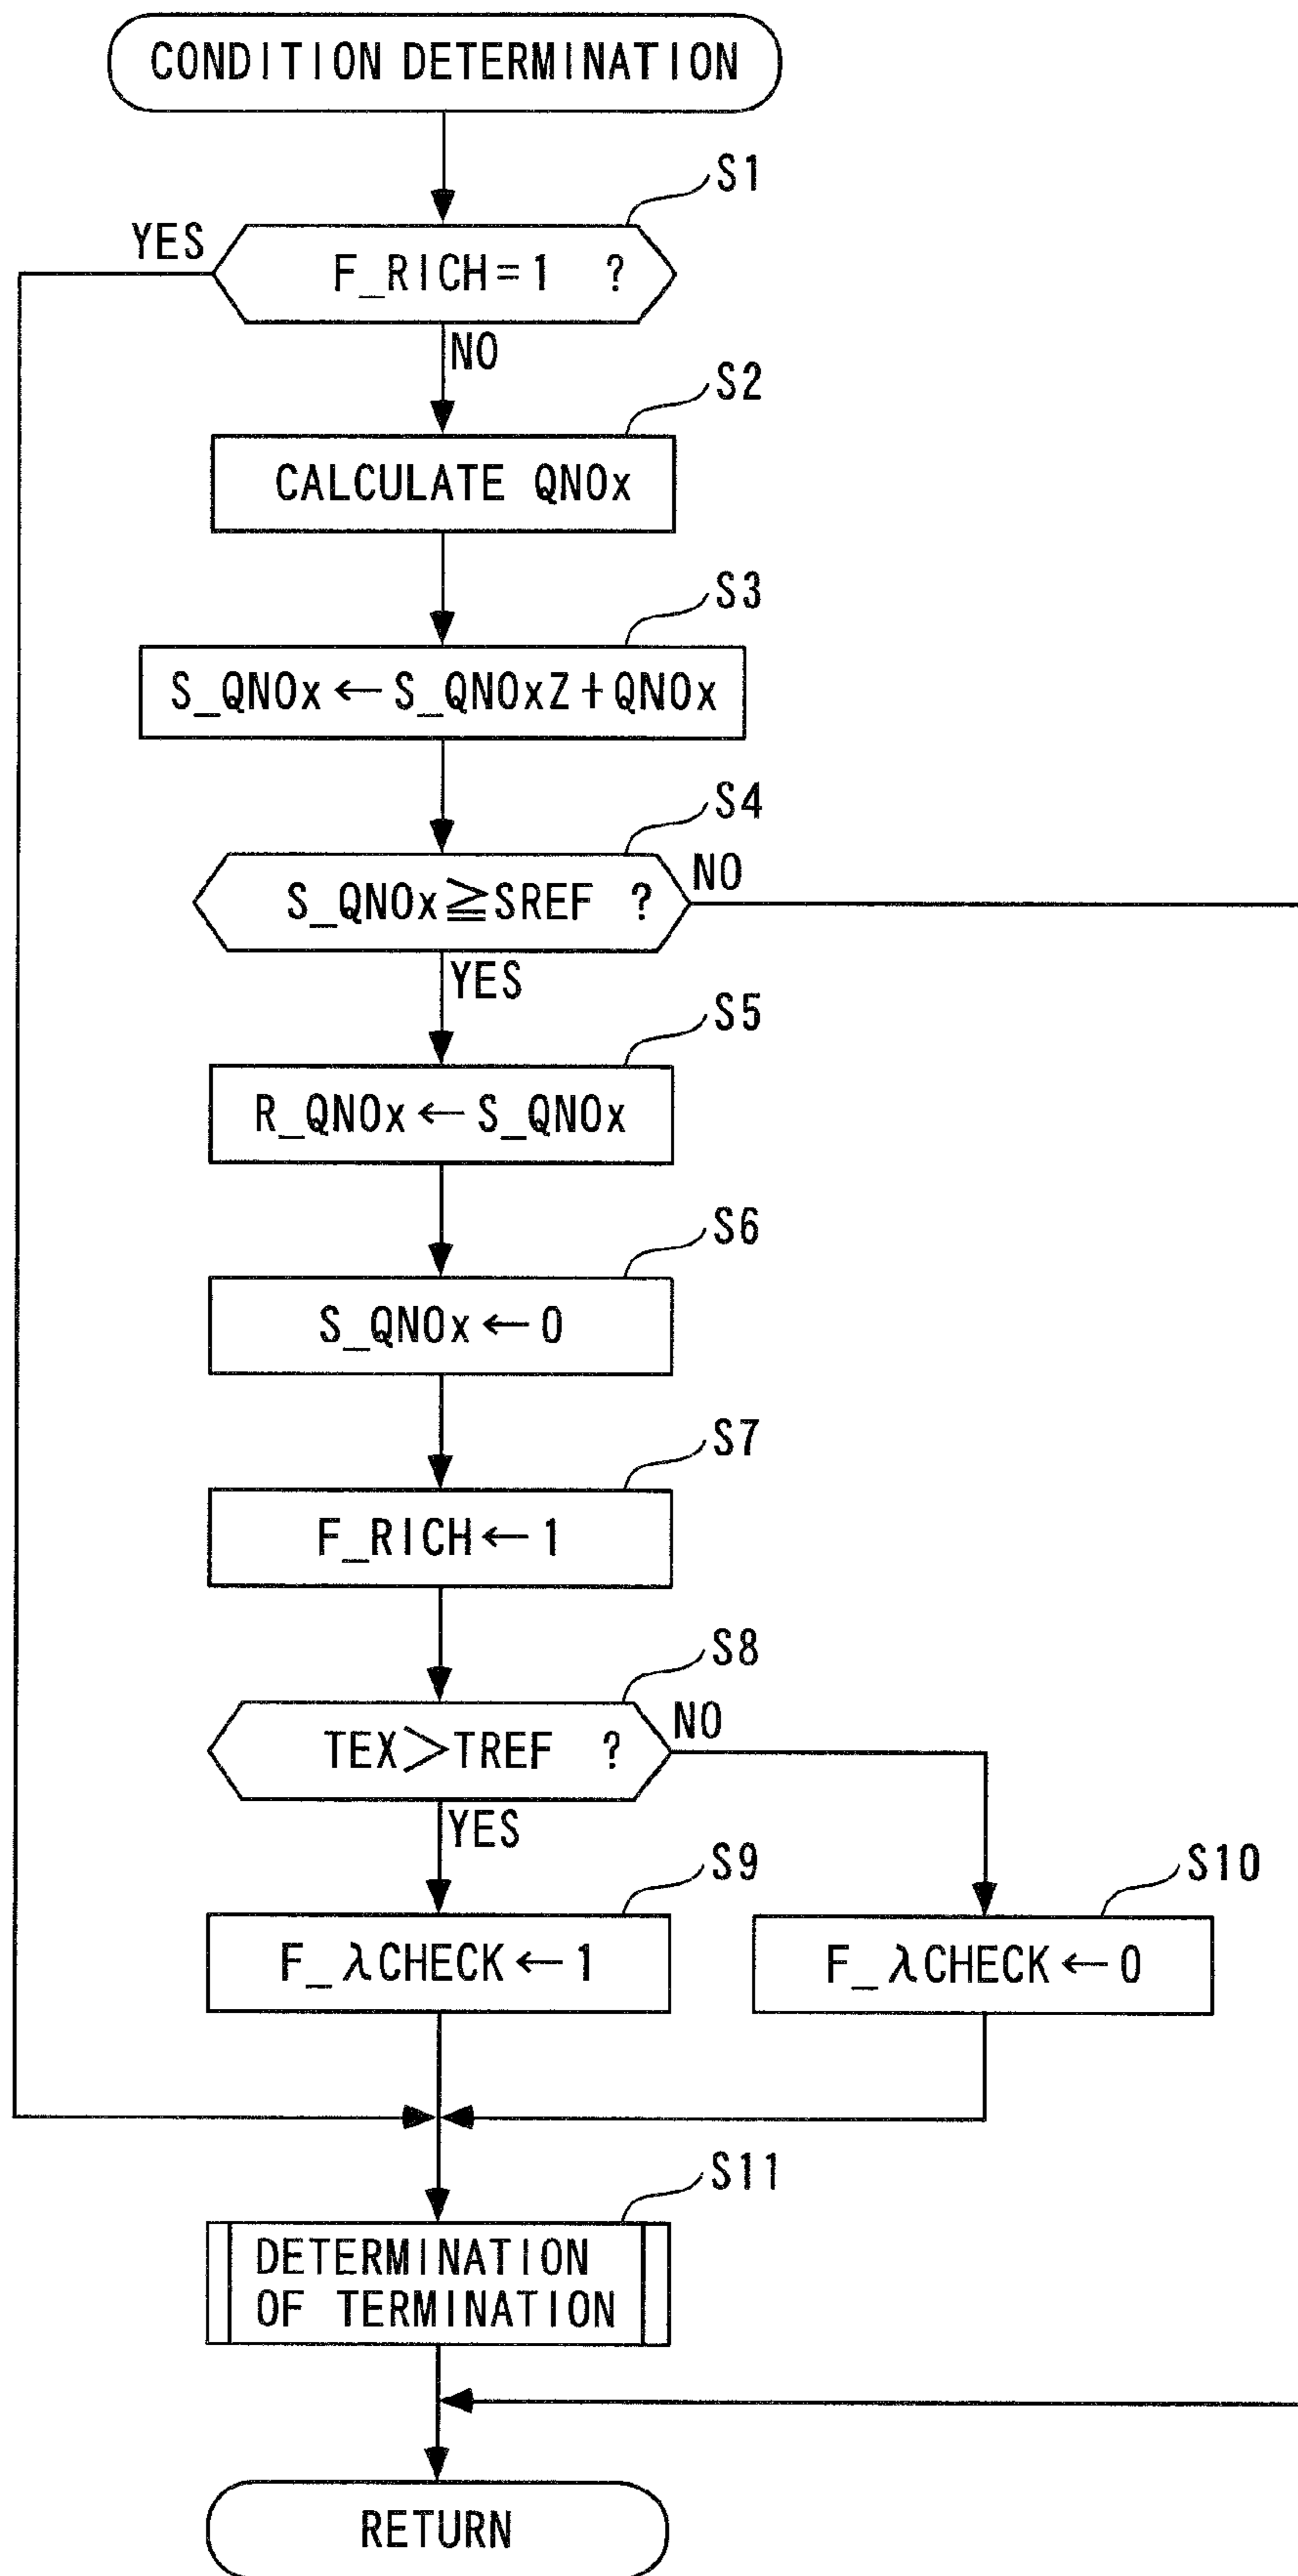 CONDITION DETERMINATION
S1
YES
F_RICH=1 ?
NO
S2
CALCULATE QNOx
S3
S_QNOx←S_QNOxZ+QNOx
S4
S_QNOx≧SREF ?
NO
YES
S5
R_QNOx←S_QNOx
S6
S_QNOx←0
S7
F_RICH←1
S8
TEX>TREF ?
NO
YES
S9
F_λCHECK←1
S10
F_λCHECK←0
S11
DETERMINATION
OF TERMINATION
RETURN